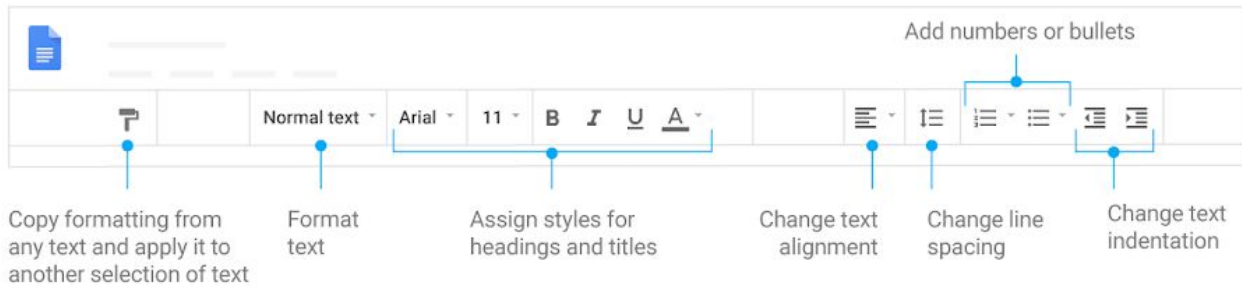 Add numbers or bullets
Normal text Arial 11 B I U A
Copy formatting from
any text and apply it to
another selection of text
Format
text
Assign styles for
headings and titles
Change text
alignment
Change line
spacing
Change text
indentation